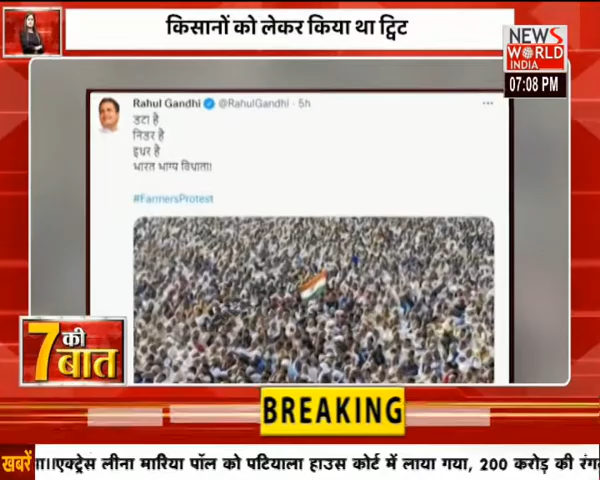 किसानों को लेकर किया था ट्विट
NEWS
WORLD
INDIA
07:08 PM
Rahul Gandhi @RahulGandhi · 5h
डटा है
निडर है
इधर है
भारत भाग्य विधाता!
#FarmersProtest
7 की बात
BREAKING
खबरें
गा।।एक्ट्रेस लीना मारिया पॉल को पटियाला हाउस कोर्ट में लाया गया, 200 करोड़ की रंग